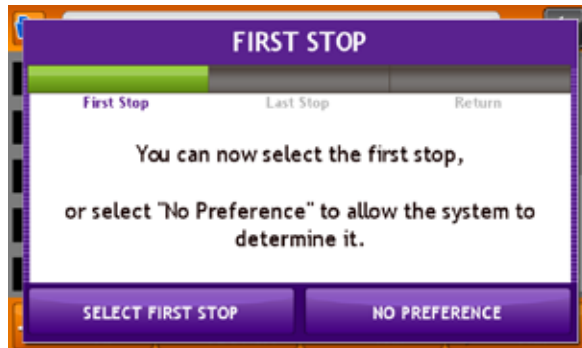 FIRST STOP
First Stop Last Stop Return
You can now select the first stop,
or select "No Preference" to allow the system to
determine it.
SELECT FIRST STOP NO PREFERENCE